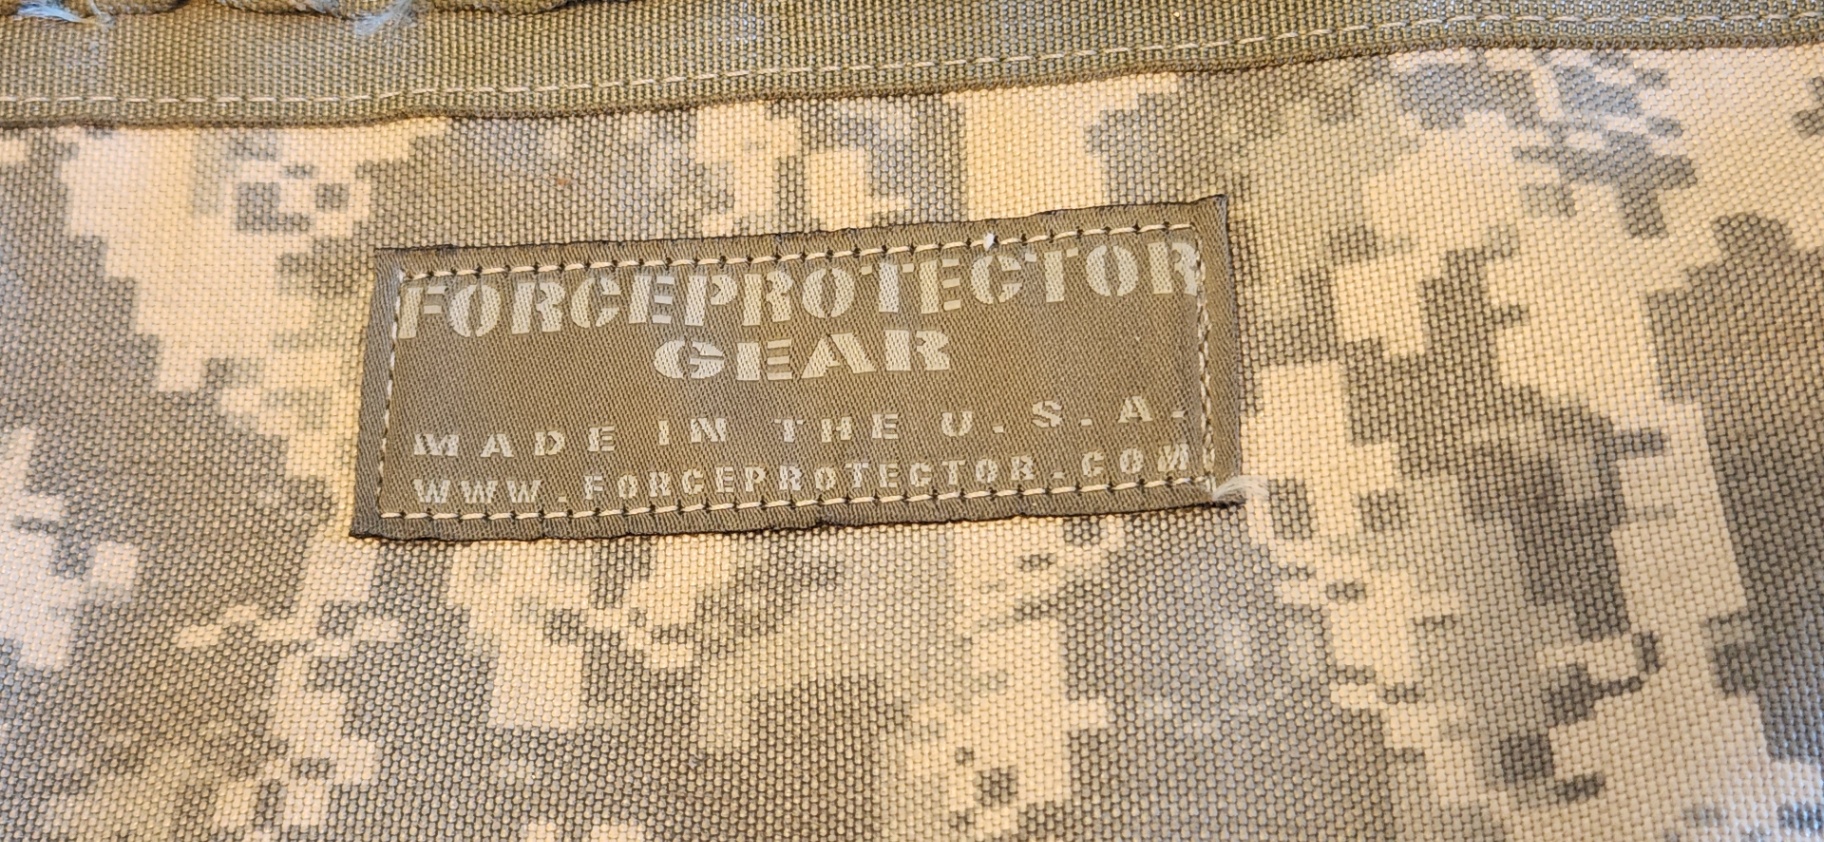 FORCEPROTECTOR
GEAR
MADE IN THE U.S.A.
WWW.FORCEPROTECTOR.COM